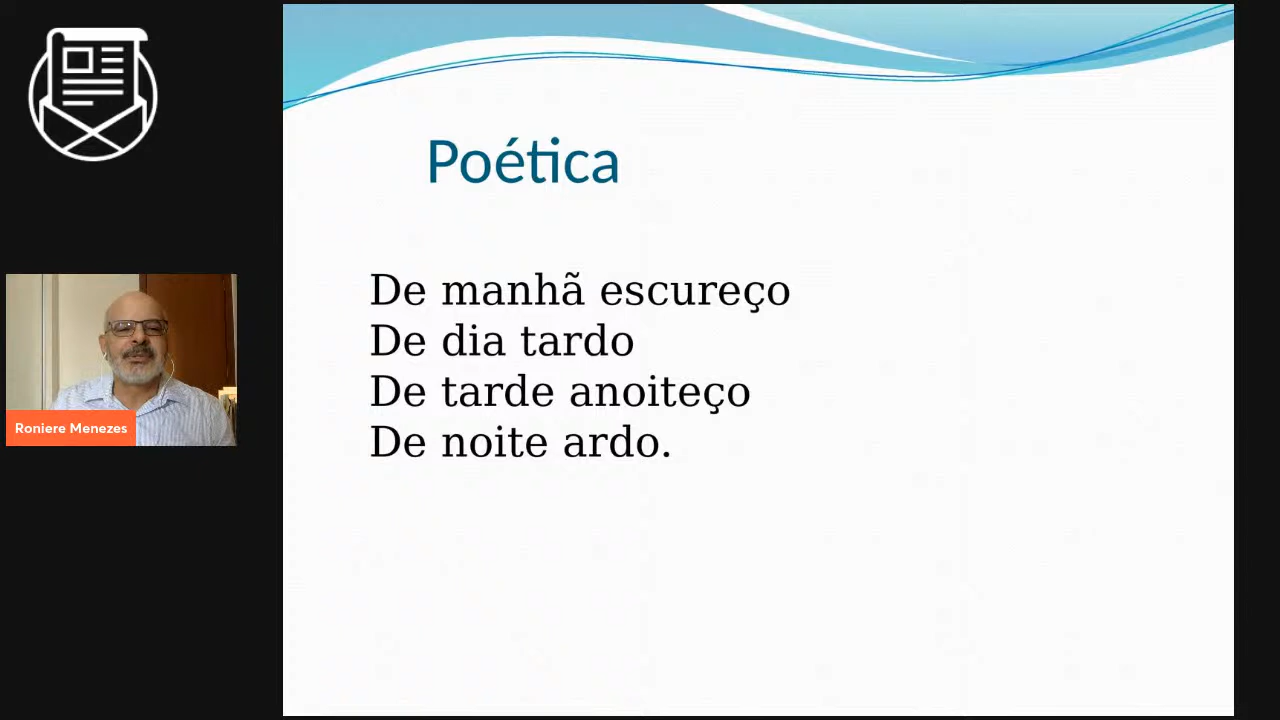 Poética
De manhã escureço
De dia tardo
De tarde anoiteço
De noite ardo.
Roniere Menezes